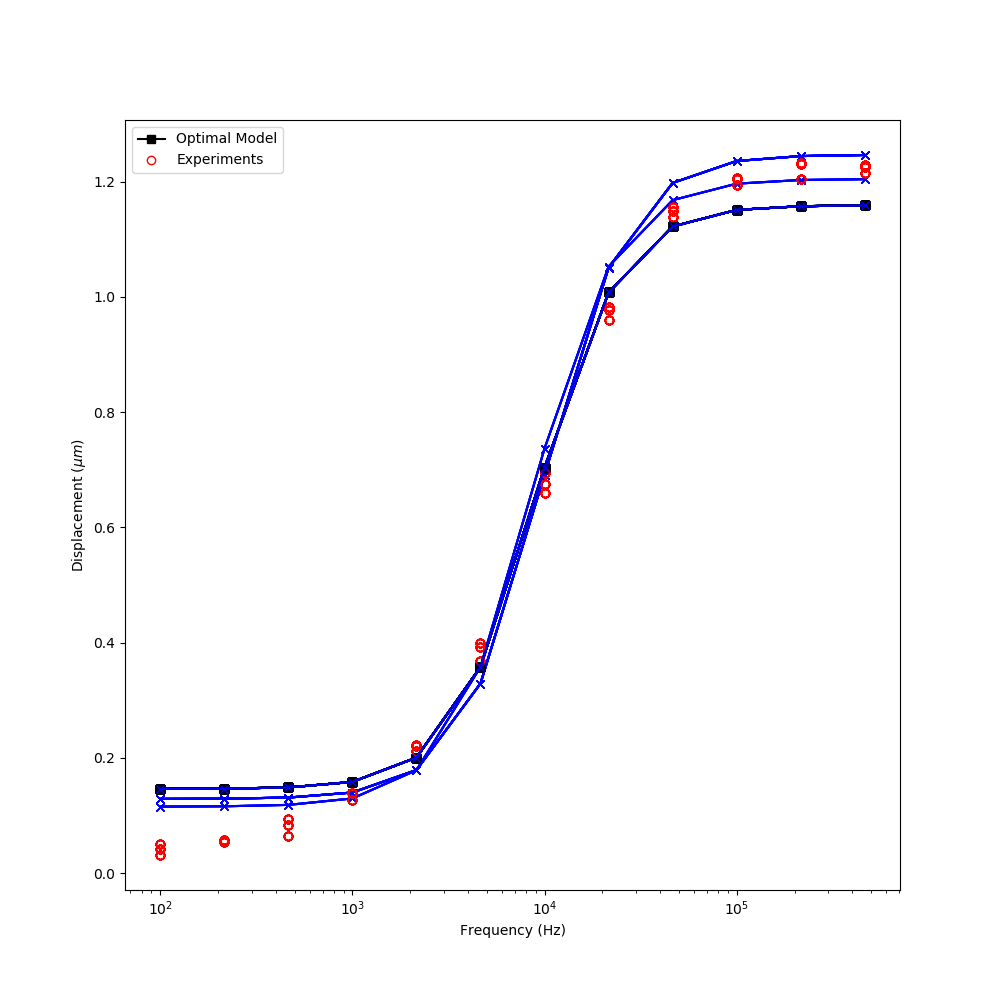 Optimal Model
Experiments
1.2
1.0
0.8
0.6
0.4
0.2
0.0
Displacement (μm)
10²
10³
10⁴
10⁵
Frequency (Hz)